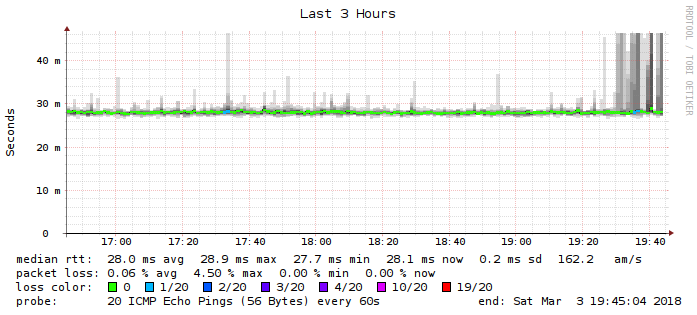 Last 3 Hours
RRDTOOL / TOBI OETIKER
Seconds
40 m
30 m
20 m
10 m
0
17:00 17:20 17:40 18:00 18:20 18:40 19:00 19:20 19:40
median rtt: 28.0 ms avg 28.9 ms max 27.7 ms min 28.1 ms now 0.2 ms sd 162.2 am/s
packet loss: 0.06 % avg 4.50 % max 0.00 % min 0.00 % now
loss color: 0 1/20 2/20 3/20 4/20 10/20 19/20
probe: 20 ICMP Echo Pings (56 Bytes) every 60s end: Sat Mar 3 19:45:04 2018